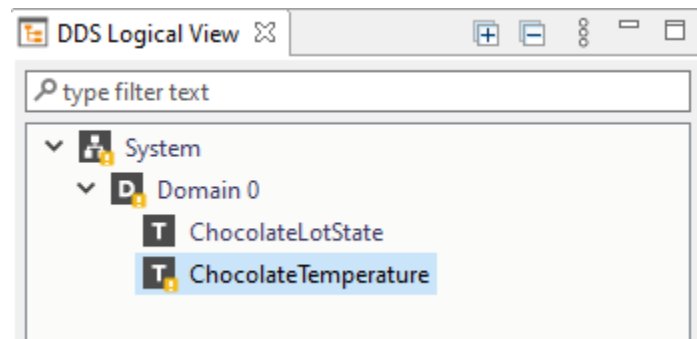 DDS Logical View
type filter text
System
D Domain 0
T ChocolateLotState
T ChocolateTemperature